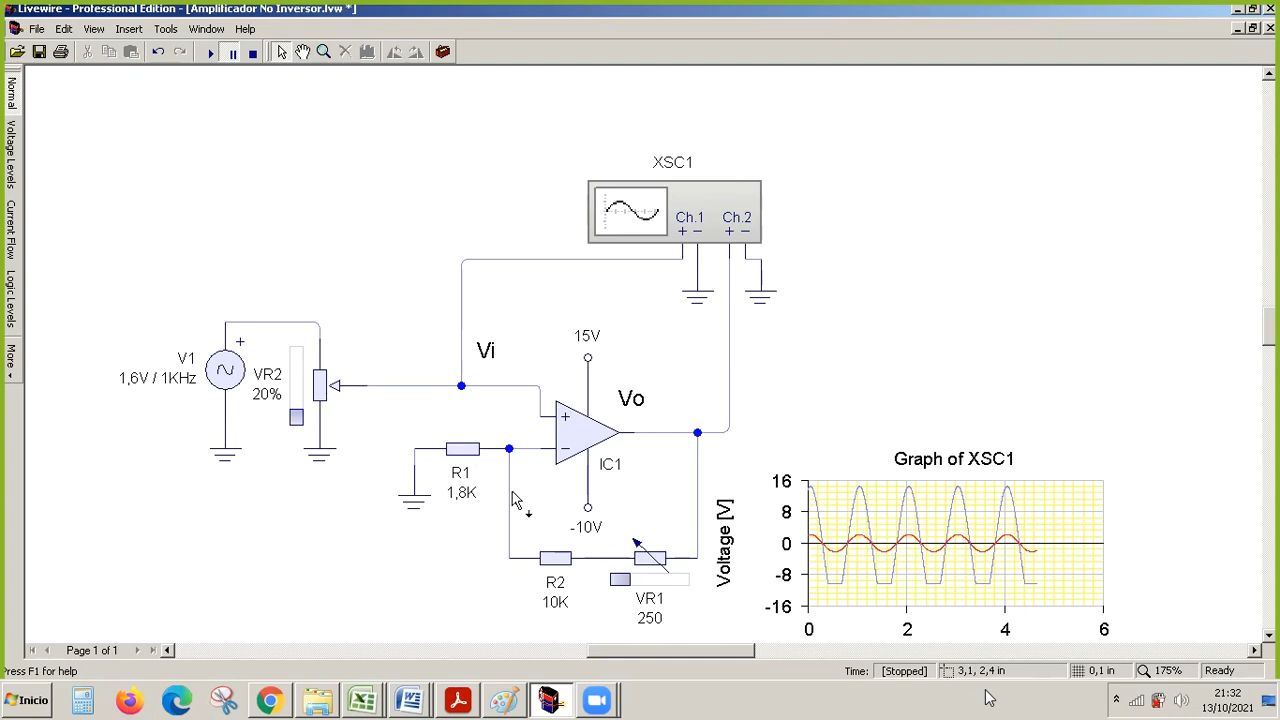 Livewire - Professional Edition - [Amplificador No Inversor.lvw *]
File Edit View Insert Tools Window Help
Normal
Voltage Levels
Current Flow
Logic Levels
More
XSC1
Ch.1 Ch.2
+ − + −
15V
Vi
+
V1
1,6V / 1KHz
VR2
20%
Vo
+
−
IC1
R1
1,8K
-10V
R2
10K
VR1
250
Graph of XSC1
Voltage [V]
16
8
0
-8
-16
0 2 4 6
Page 1 of 1
Press F1 for help
Time: [Stopped] 3,1, 2,4 in 0,1 in 175% Ready
Inicio
21:32
13/10/2021